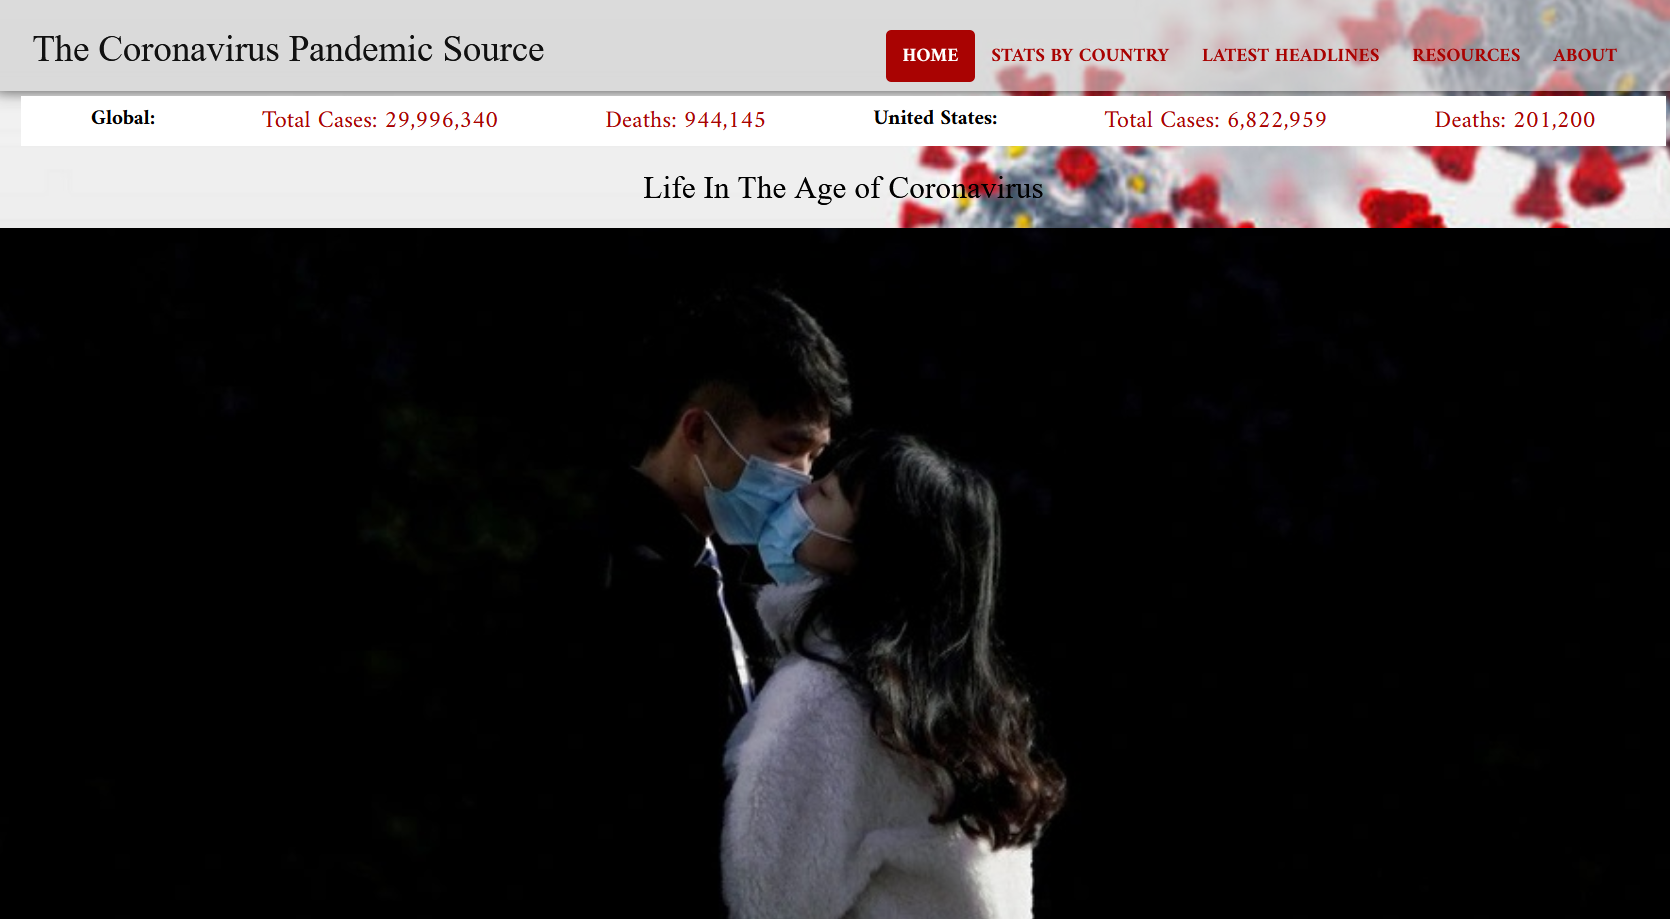 The Coronavirus Pandemic Source
HOME STATS BY COUNTRY LATEST HEADLINES RESOURCES ABOUT
Global: Total Cases: 29,996,340 Deaths: 944,145 United States: Total Cases: 6,822,959 Deaths: 201,200
Life In The Age of Coronavirus